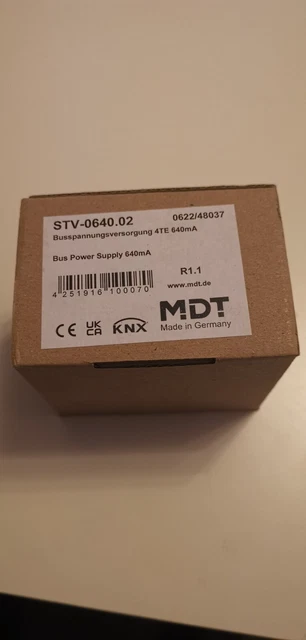 STV-0640.02 0622/48037
Busspannungsversorgung 4TE 640mA
Bus Power Supply 640mA
R1.1
www.mdt.de
4 251916 100070
CE UK CA KNX MDT
Made in Germany